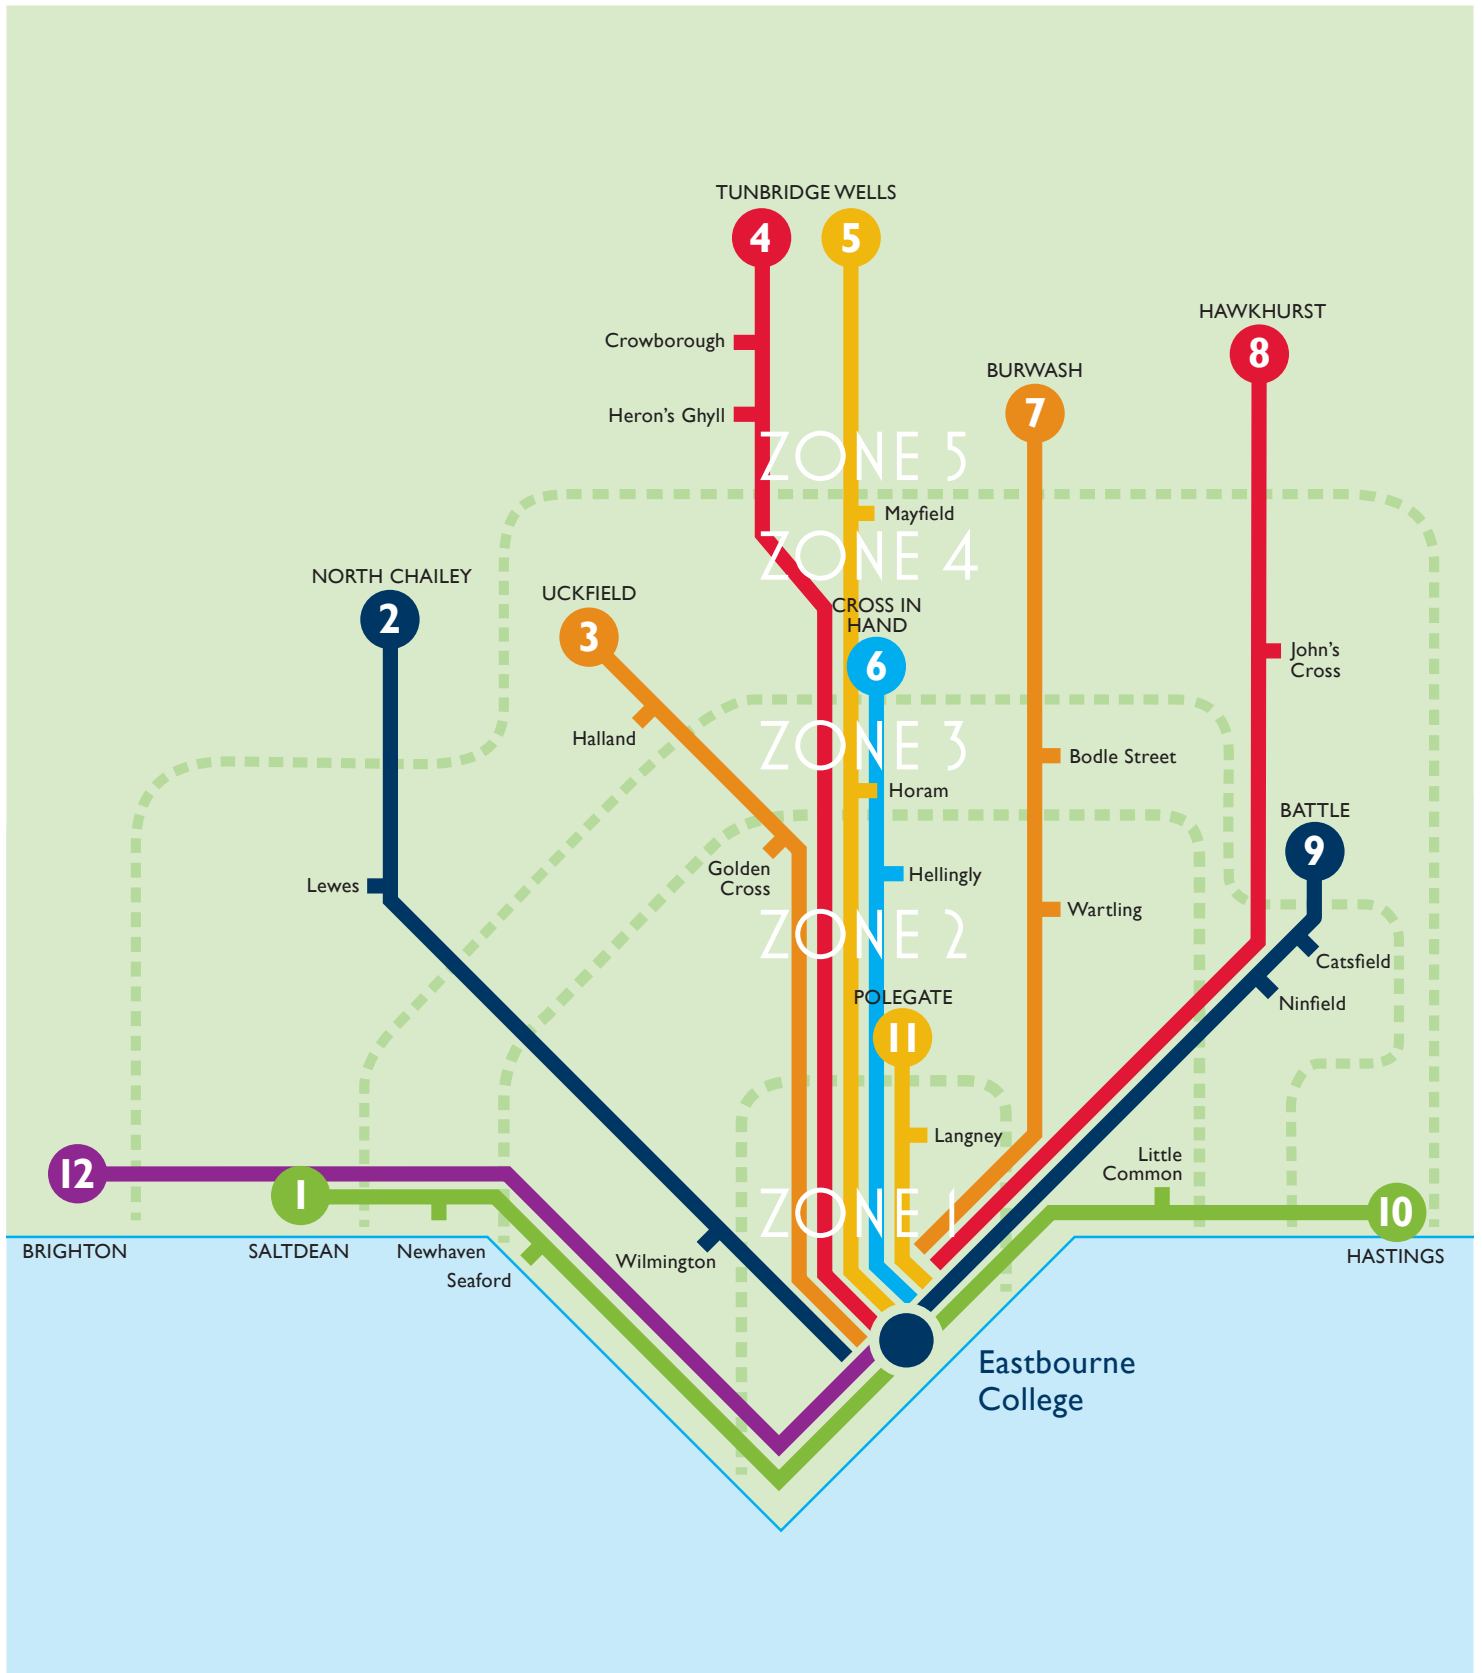 TUNBRIDGE WELLS
4
5
HAWKHURST
8
Crowborough
BURWASH
7
Heron's Ghyll
ZONE 5
Mayfield
ZONE 4
NORTH CHAILEY
2
UCKFIELD
3
CROSS IN
HAND
6
John's
Cross
Halland
ZONE 3
Bodle Street
Horam
BATTLE
9
Golden
Cross
Hellingly
Lewes
Wartling
ZONE 2
Catsfield
POLEGATE
11
Ninfield
Langney
Little
Common
12
1
ZONE 1
10
BRIGHTON
SALTDEAN
Newhaven
Seaford
Wilmington
HASTINGS
Eastbourne
College